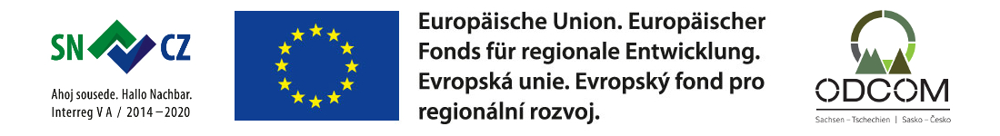 SN CZ
Ahoj sousede. Hallo Nachbar.
Interreg V A / 2014–2020
Europäische Union. Europäischer
Fonds für regionale Entwicklung.
Evropská unie. Evropský fond pro
regionální rozvoj.
ODCOM
Sachsen – Tschechien | Sasko – Česko